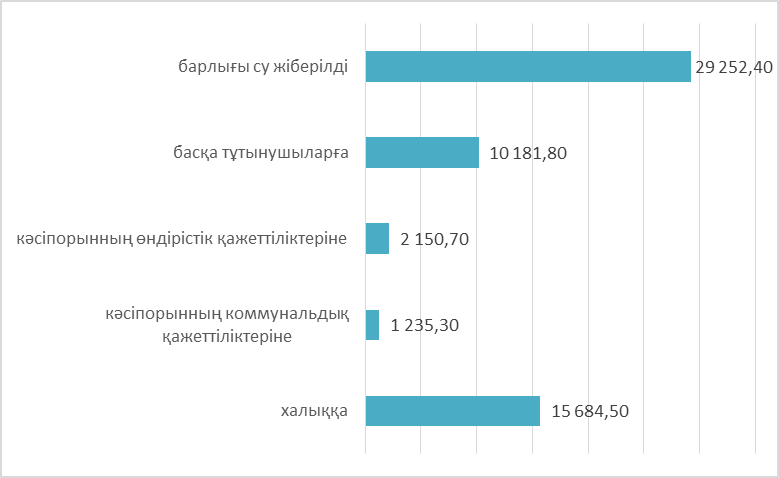 барлығы су жіберілді
29 252,40
басқа тұтынушыларға
10 181,80
кәсіпорынның өндірістік қажеттіліктеріне
2 150,70
кәсіпорынның коммунальдық
қажеттіліктеріне
1 235,30
халыққа
15 684,50